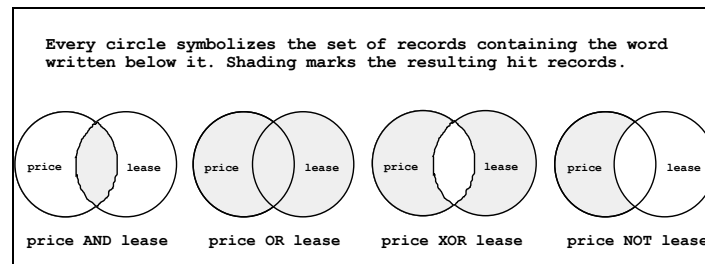 Every circle symbolizes the set of records containing the word
written below it. Shading marks the resulting hit records.
price lease price lease price lease price lease
price AND lease price OR lease price XOR lease price NOT lease